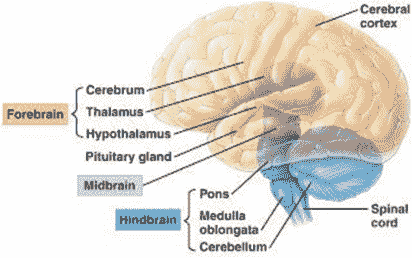 Cerebral
cortex
Cerebrum
Forebrain
Thalamus
Hypothalamus
Pituitary gland
Midbrain
Pons
Hindbrain
Medulla
oblongata
Cerebellum
Spinal
cord